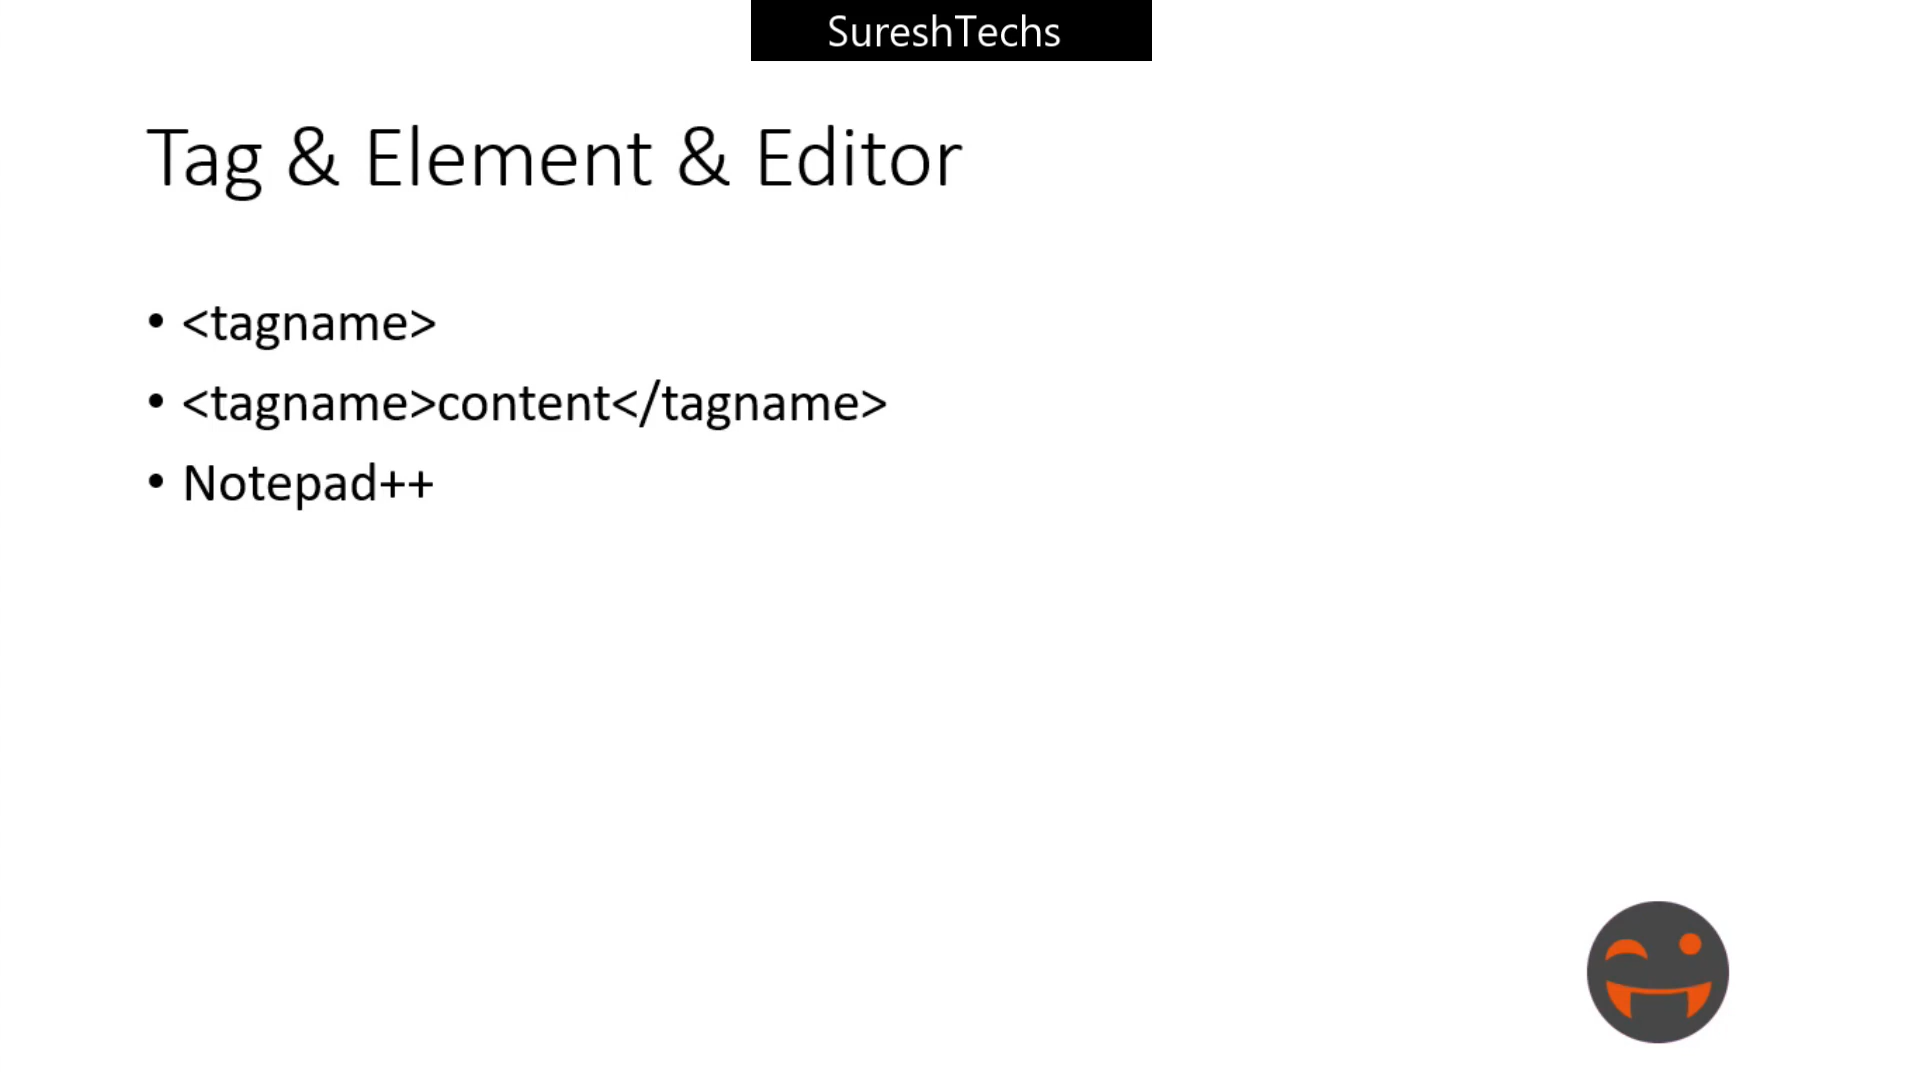 SureshTechs
Tag & Element & Editor
• <tagname>
• <tagname>content</tagname>
• Notepad++